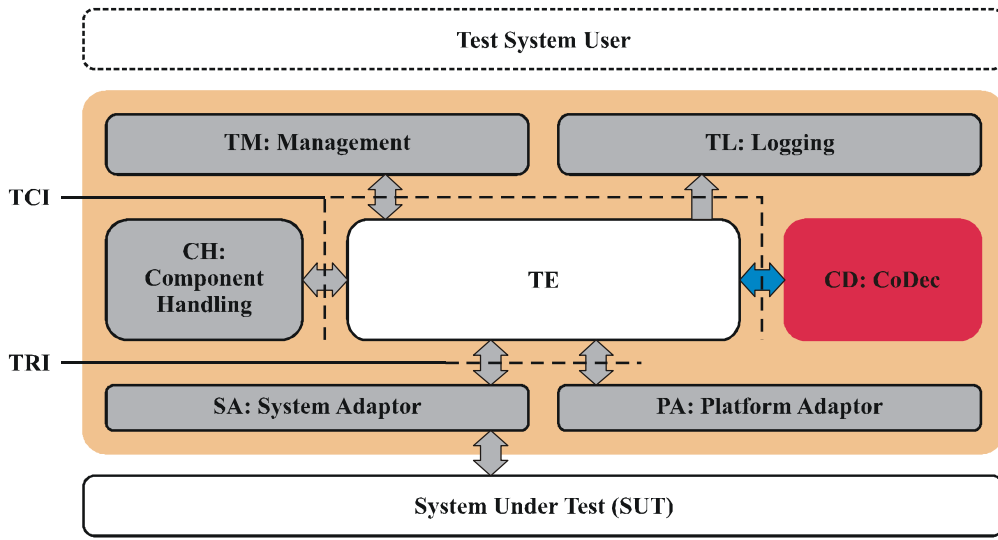 Test System User
TM: Management
TL: Logging
TCI
CH:
Component
Handling
TE
CD: CoDec
TRI
SA: System Adaptor
PA: Platform Adaptor
System Under Test (SUT)